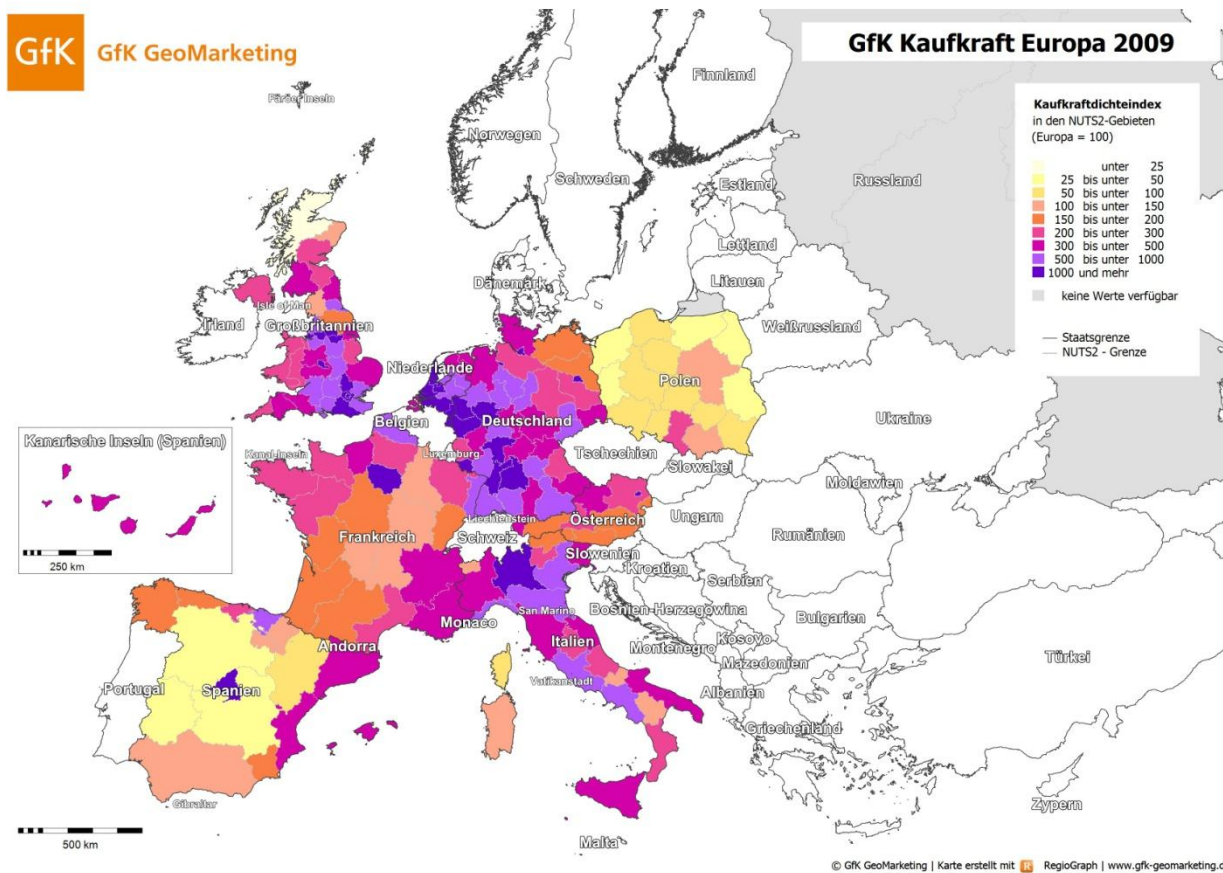 GfK
GfK GeoMarketing
GfK Kaufkraft Europa 2009
Kaufkraftdichteindex
in den NUTS2-Gebieten
(Europa = 100)
unter 25
25 bis unter 50
50 bis unter 100
100 bis unter 150
150 bis unter 200
200 bis unter 300
300 bis unter 500
500 bis unter 1000
1000 und mehr
keine Werte verfügbar
Staatsgrenze
NUTS2 - Grenze
Färöer Inseln
Finnland
Norwegen
Schweden
Russland
Estland
Lettland
Litauen
Dänemark
Isle of Man
Irland
Großbritannien
Weißrussland
Niederlande
Polen
Belgien
Deutschland
Ukraine
Kanarische Inseln (Spanien)
250 km
Kanal-Inseln
Luxemburg
Tschechien
Slowakei
Moldawien
Liechtenstein
Österreich
Ungarn
Frankreich
Schweiz
Rumänien
Slowenien
Kroatien
Serbien
San Marino
Bosnien-Herzegowina
Monaco
Bulgarien
Andorra
Italien
Kosovo
Montenegro
Mazedonien
Türkei
Vatikanstadt
Portugal
Spanien
Albanien
Griechenland
Gibraltar
Zypern
Malta
500 km
© GfK GeoMarketing | Karte erstellt mit R RegioGraph | www.gfk-geomarketing.d